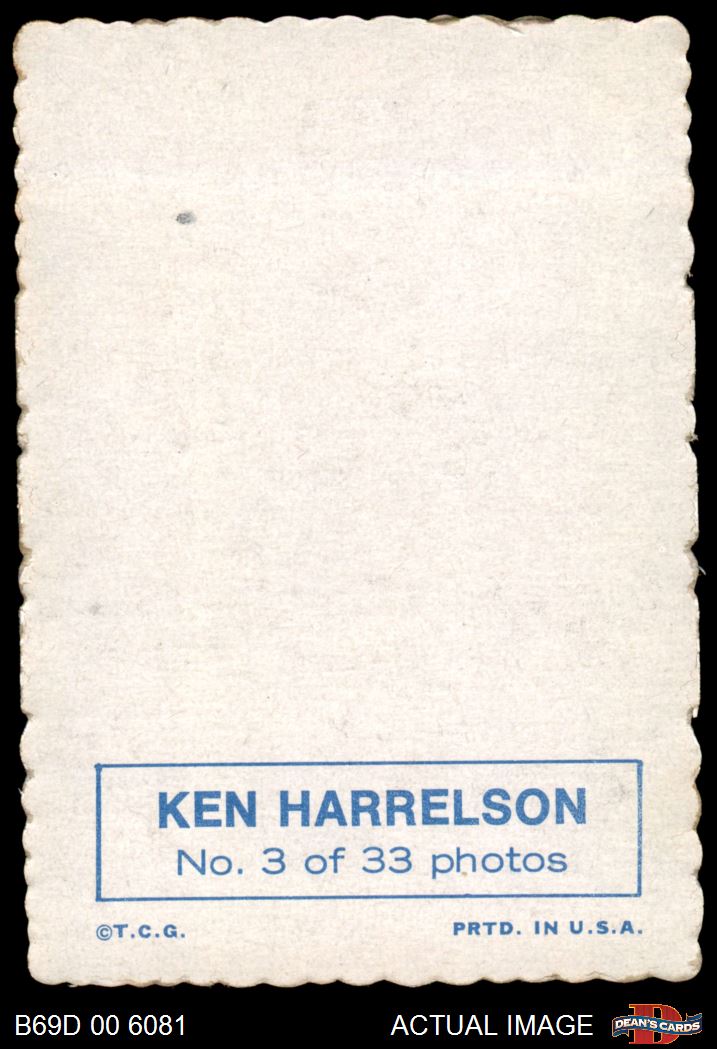 KEN HARRELSON
No. 3 of 33 photos
©T.C.G. PRTD. IN U.S.A.
B69D 00 6081 ACTUAL IMAGE DEAN'S CARDS